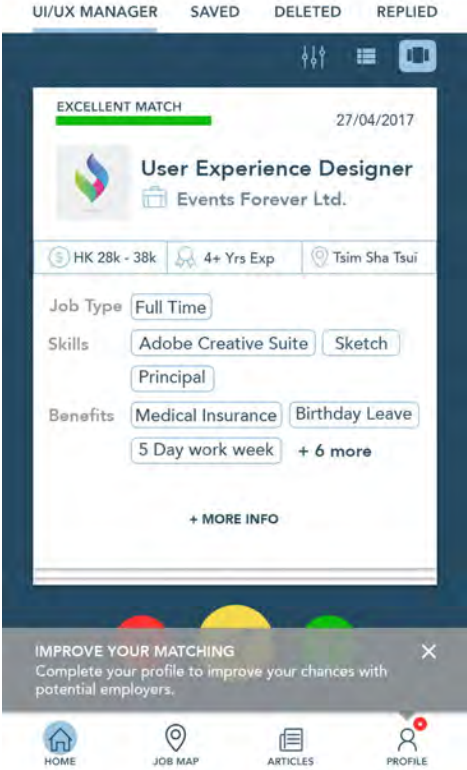 UI/UX MANAGER SAVED DELETED REPLIED
EXCELLENT MATCH
27/04/2017
User Experience Designer
Events Forever Ltd.
HK 28k - 38k 4+ Yrs Exp Tsim Sha Tsui
Job Type Full Time
Skills Adobe Creative Suite Sketch
Principal
Benefits Medical Insurance Birthday Leave
5 Day work week + 6 more
+ MORE INFO
IMPROVE YOUR MATCHING
Complete your profile to improve your chances with
potential employers.
HOME JOB MAP ARTICLES PROFILE